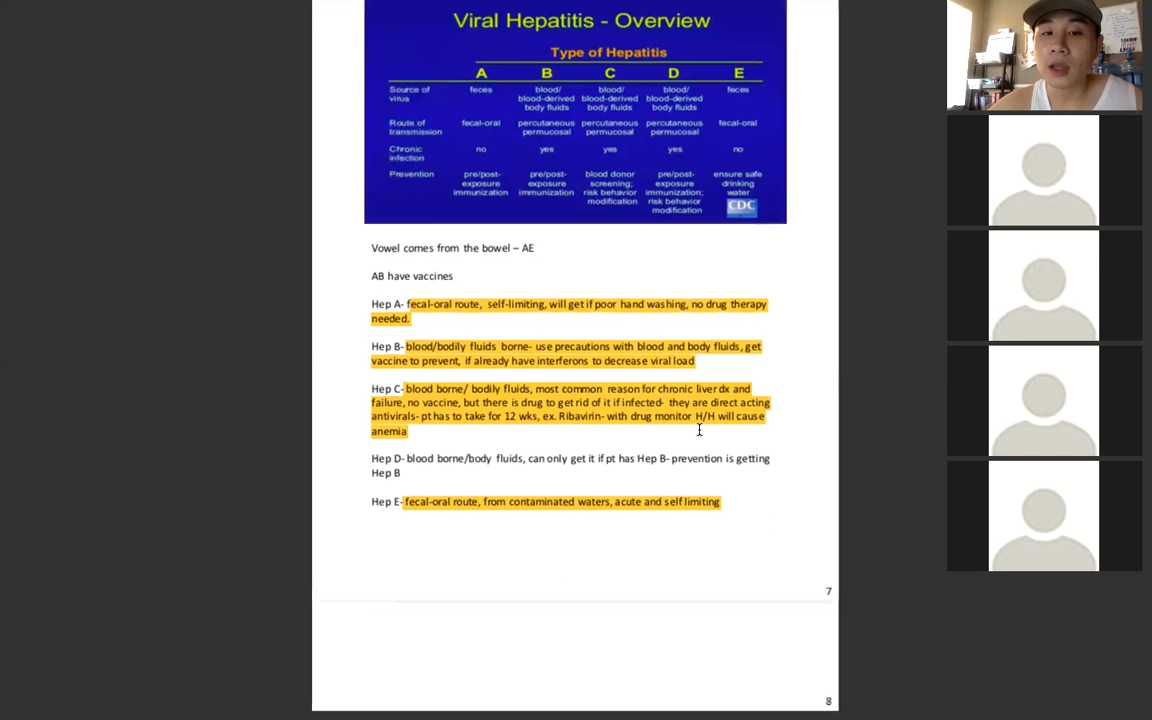 Viral Hepatitis - Overview
Type of Hepatitis
A B C D E
Source of virus feces blood/ blood-derived body fluids blood/ blood-derived body fluids blood/ blood-derived body fluids feces
Route of transmission fecal-oral percutaneous permucosal percutaneous permucosal percutaneous permucosal fecal-oral
Chronic infection no yes yes yes no
Prevention pre/post-exposure immunization pre/post-exposure immunization blood donor screening; risk behavior modification pre/post-exposure immunization; risk behavior modification ensure safe drinking water
CDC
Vowel comes from the bowel – AE
AB have vaccines
Hep A- fecal-oral route, self-limiting, will get if poor hand washing, no drug therapy
needed.
Hep B- blood/bodily fluids borne- use precautions with blood and body fluids, get
vaccine to prevent, if already have interferons to decrease viral load
Hep C- blood borne/ bodily fluids, most common reason for chronic liver dx and
failure, no vaccine, but there is drug to get rid of it if infected- they are direct acting
antivirals- pt has to take for 12 wks, ex. Ribavirin- with drug monitor H/H will cause
anemia
Hep D- blood borne/body fluids, can only get it if pt has Hep B- prevention is getting
Hep B
Hep E- fecal-oral route, from contaminated waters, acute and self limiting
7
8